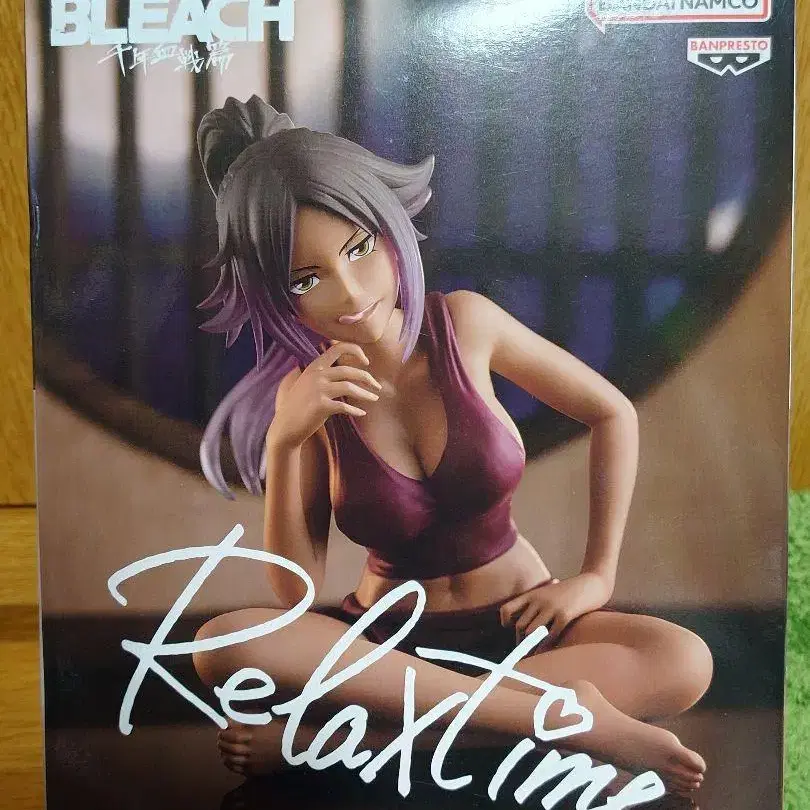 BLEACH
千年血戦篇
BANDAI NAMCO
BANPRESTO
Relax time